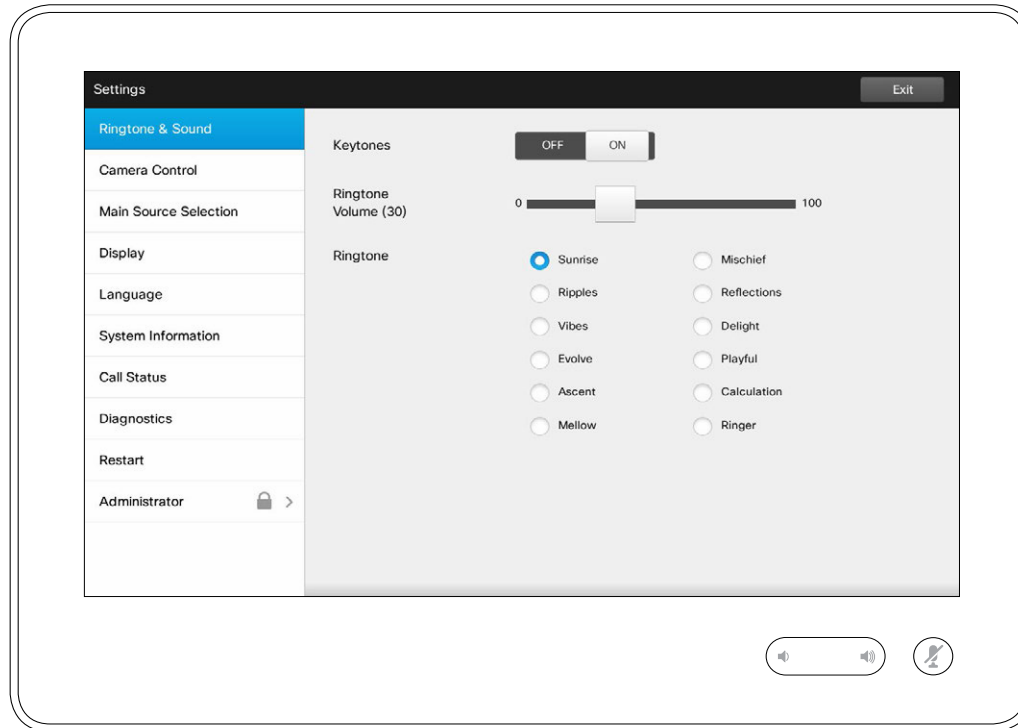 Settings
Exit
Ringtone & Sound
Camera Control
Main Source Selection
Display
Language
System Information
Call Status
Diagnostics
Restart
Administrator
Keytones
OFF ON
Ringtone
Volume (30)
0 100
Ringtone
Sunrise Mischief
Ripples Reflections
Vibes Delight
Evolve Playful
Ascent Calculation
Mellow Ringer